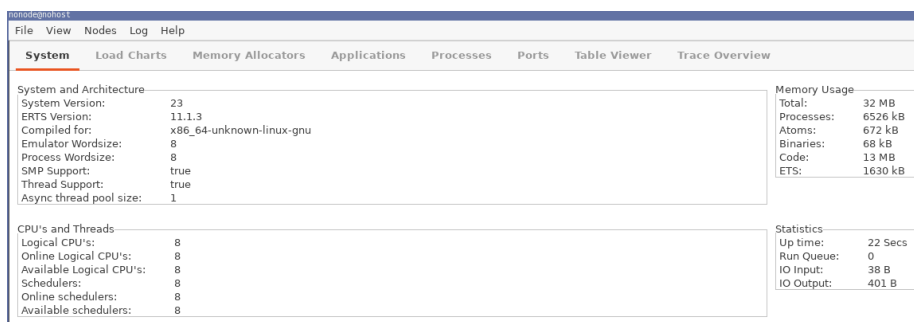 nonode@nohost
File View Nodes Log Help
System Load Charts Memory Allocators Applications Processes Ports Table Viewer Trace Overview
System and Architecture
System Version: 23
ERTS Version: 11.1.3
Compiled for: x86_64-unknown-linux-gnu
Emulator Wordsize: 8
Process Wordsize: 8
SMP Support: true
Thread Support: true
Async thread pool size: 1
Memory Usage
Total: 32 MB
Processes: 6526 kB
Atoms: 672 kB
Binaries: 68 kB
Code: 13 MB
ETS: 1630 kB
CPU's and Threads
Logical CPU's: 8
Online Logical CPU's: 8
Available Logical CPU's: 8
Schedulers: 8
Online schedulers: 8
Available schedulers: 8
Statistics
Up time: 22 Secs
Run Queue: 0
IO Input: 38 B
IO Output: 401 B